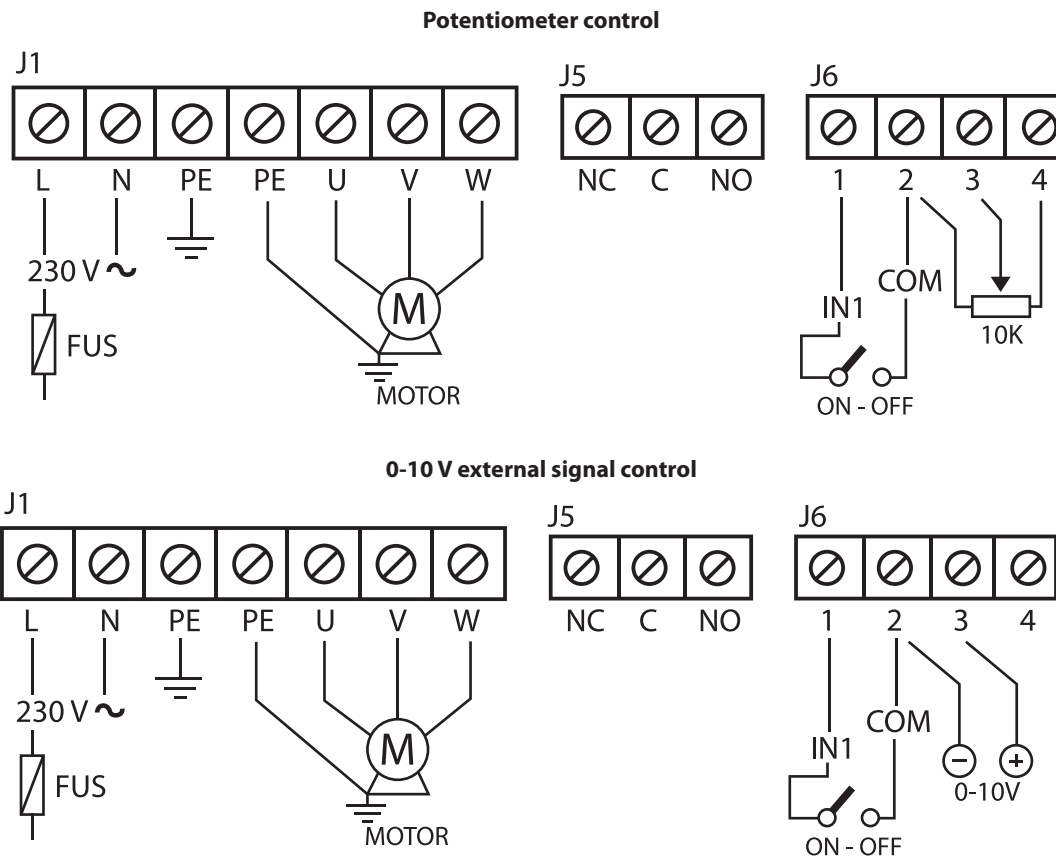 Potentiometer control
J1
J5
J6
L N PE PE U V W
NC C NO
1 2 3 4
230 V ~
FUS
M
MOTOR
COM
IN1
10K
ON - OFF
0-10 V external signal control
J1
J5
J6
L N PE PE U V W
NC C NO
1 2 3 4
230 V ~
FUS
M
MOTOR
COM
IN1
- +
0-10V
ON - OFF